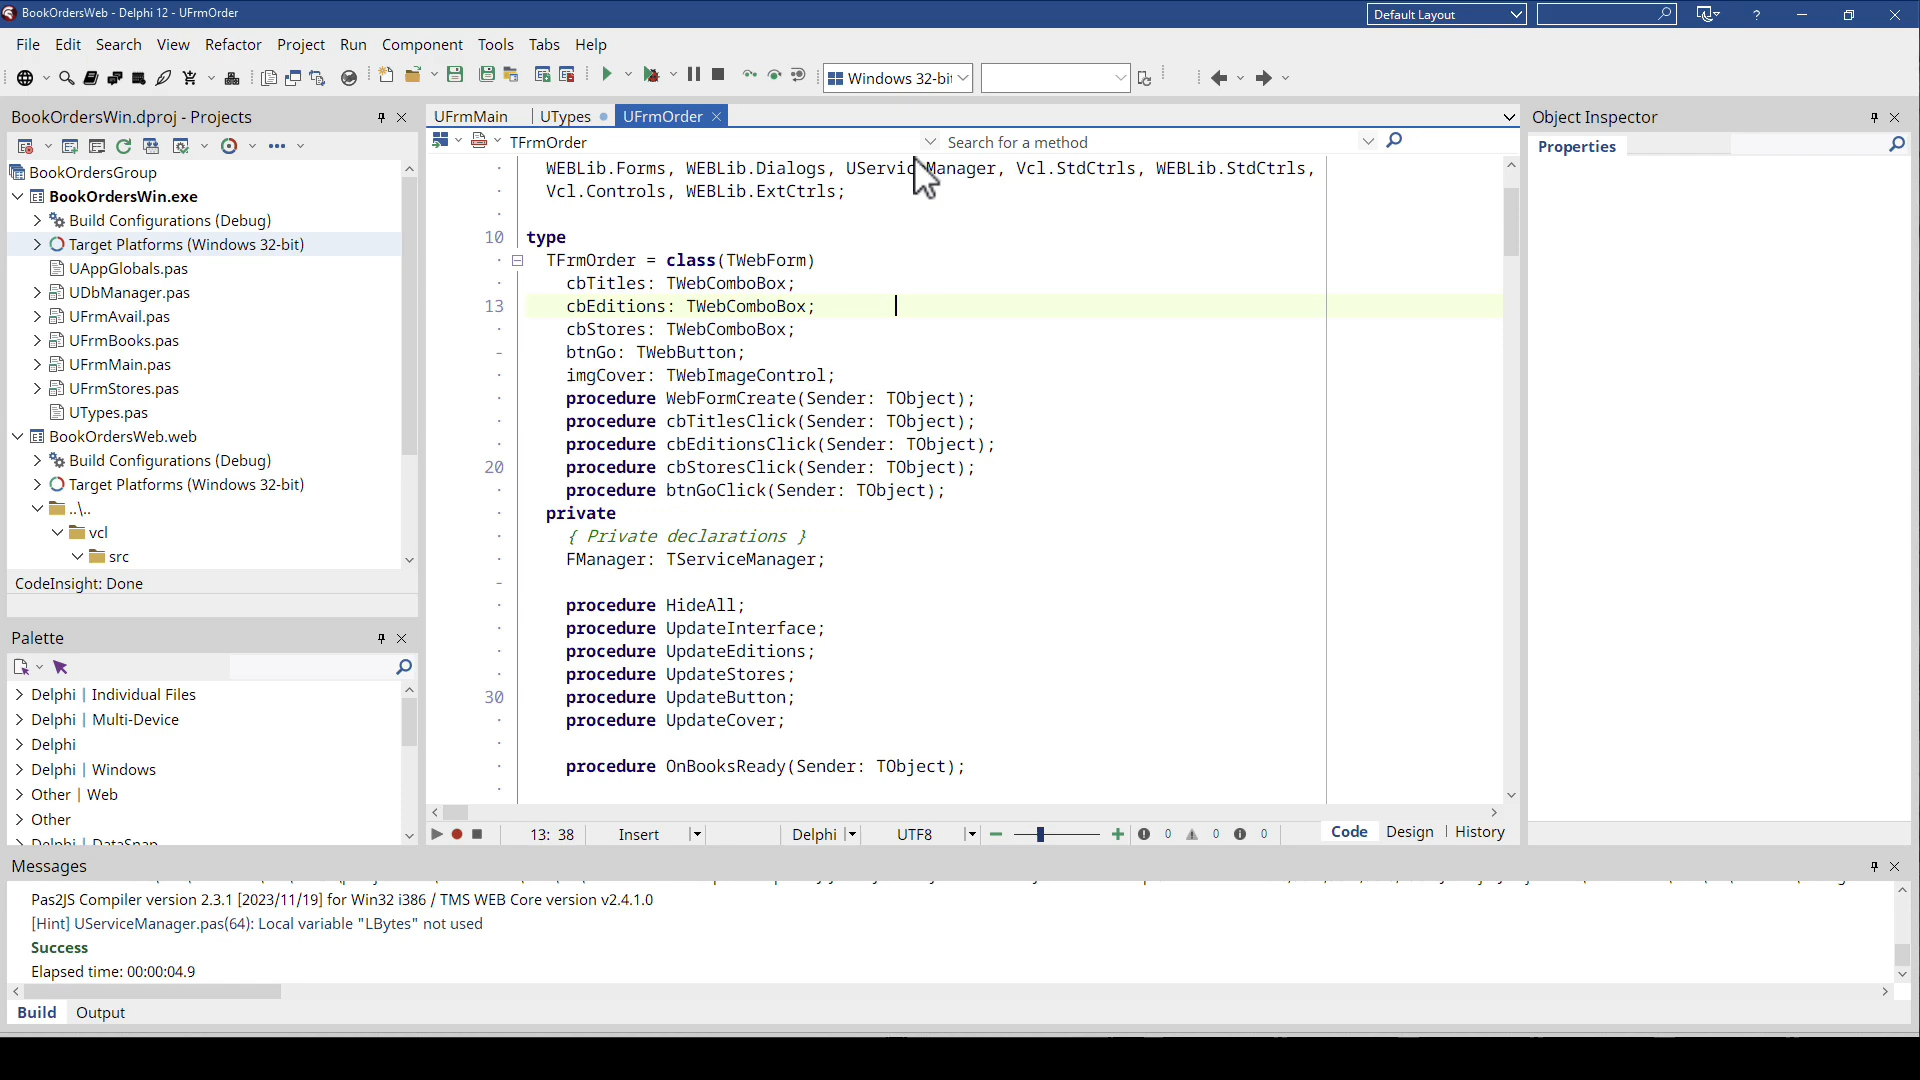 BookOrdersWeb - Delphi 12 - UFrmOrder
Default Layout
?
File Edit Search View Refactor Project Run Component Tools Tabs Help
Windows 32-bit
BookOrdersWin.dproj - Projects
BookOrdersGroup
BookOrdersWin.exe
Build Configurations (Debug)
Target Platforms (Windows 32-bit)
UAppGlobals.pas
UDbManager.pas
UFrmAvail.pas
UFrmBooks.pas
UFrmMain.pas
UFrmStores.pas
UTypes.pas
BookOrdersWeb.web
Build Configurations (Debug)
Target Platforms (Windows 32-bit)
..\..
vcl
src
CodeInsight: Done
Palette
Delphi | Individual Files
Delphi | Multi-Device
Delphi
Delphi | Windows
Other | Web
Other
Delphi | DataSnap
UFrmMain UTypes UFrmOrder
TFrmOrder Search for a method
WEBLib.Forms, WEBLib.Dialogs, UServiceManager, Vcl.StdCtrls, WEBLib.StdCtrls,
Vcl.Controls, WEBLib.ExtCtrls;
10 type
TFrmOrder = class(TWebForm)
cbTitles: TWebComboBox;
13 cbEditions: TWebComboBox;
cbStores: TWebComboBox;
btnGo: TWebButton;
imgCover: TWebImageControl;
procedure WebFormCreate(Sender: TObject);
procedure cbTitlesClick(Sender: TObject);
procedure cbEditionsClick(Sender: TObject);
20 procedure cbStoresClick(Sender: TObject);
procedure btnGoClick(Sender: TObject);
private
{ Private declarations }
FManager: TServiceManager;
procedure HideAll;
procedure UpdateInterface;
procedure UpdateEditions;
procedure UpdateStores;
30 procedure UpdateButton;
procedure UpdateCover;
procedure OnBooksReady(Sender: TObject);
13: 38 Insert Delphi UTF8 0 0 0 Code Design History
Object Inspector
Properties
Messages
Pas2JS Compiler version 2.3.1 [2023/11/19] for Win32 i386 / TMS WEB Core version v2.4.1.0
[Hint] UServiceManager.pas(64): Local variable "LBytes" not used
Success
Elapsed time: 00:00:04.9
Build Output